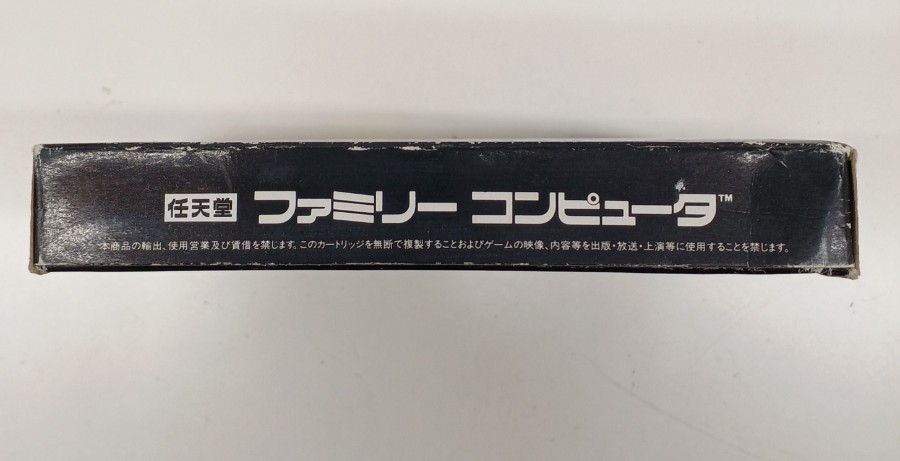 任天堂 ファミリー コンピュータ™
本商品の輸出、使用営業及び賃借を禁じます。このカートリッジを無断で複製することおよびゲームの映像、内容等を出版・放送・上演等に使用することを禁じます。